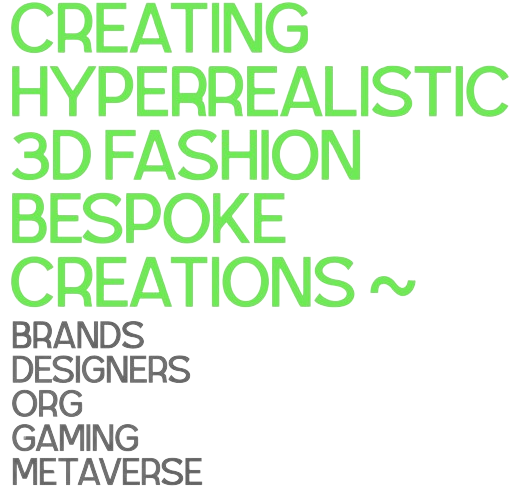 CREATING
HYPERREALISTIC
3D FASHION
BESPOKE
CREATIONS ~
BRANDS
DESIGNERS
ORG
GAMING
METAVERSE